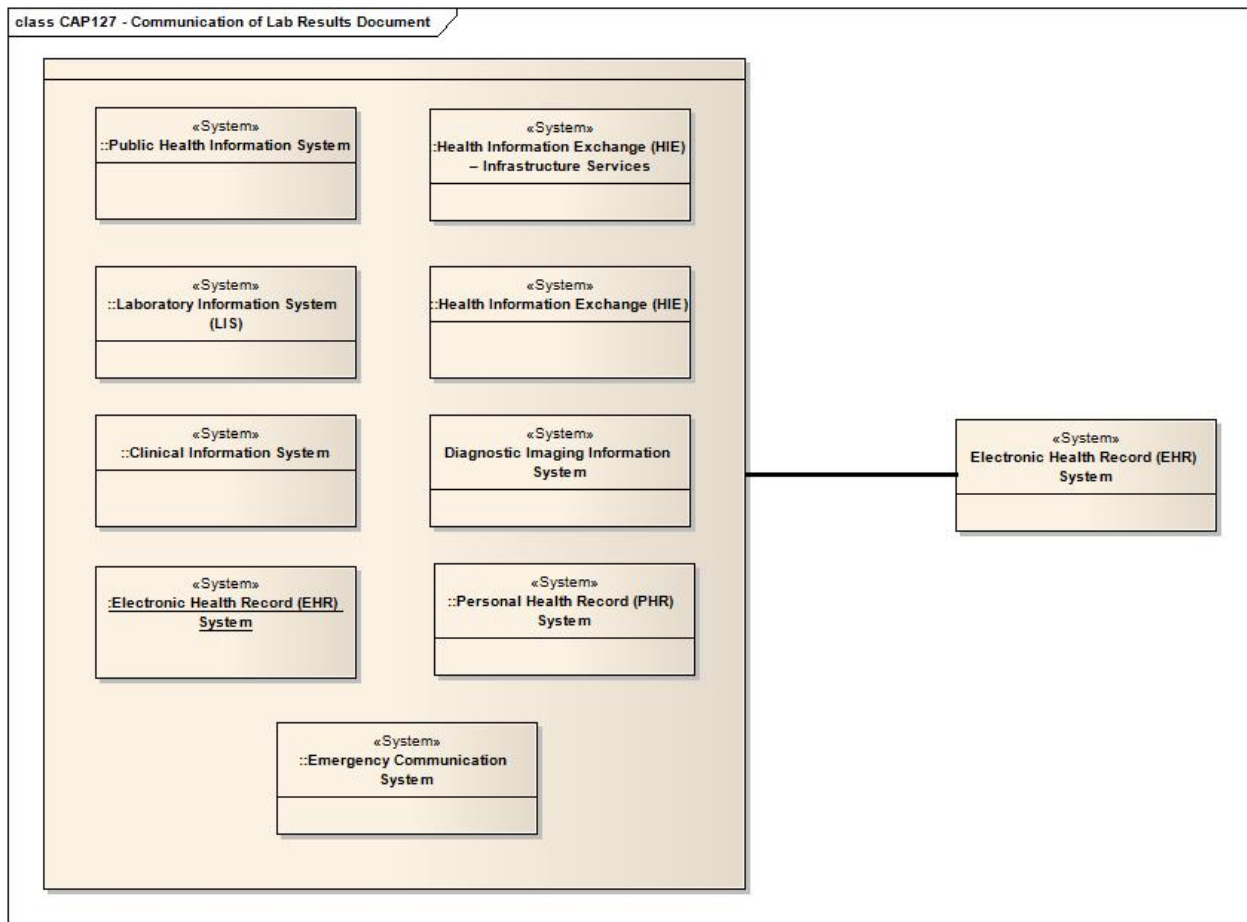 class CAP127 - Communication of Lab Results Document
«System»
::Public Health Information System
«System»
:Health Information Exchange (HIE)
– Infrastructure Services
«System»
::Laboratory Information System
(LIS)
«System»
::Health Information Exchange (HIE)
«System»
::Clinical Information System
«System»
Diagnostic Imaging Information
System
«System»
Electronic Health Record (EHR)
System
«System»
:Electronic Health Record (EHR)
System
«System»
::Personal Health Record (PHR)
System
«System»
::Emergency Communication
System